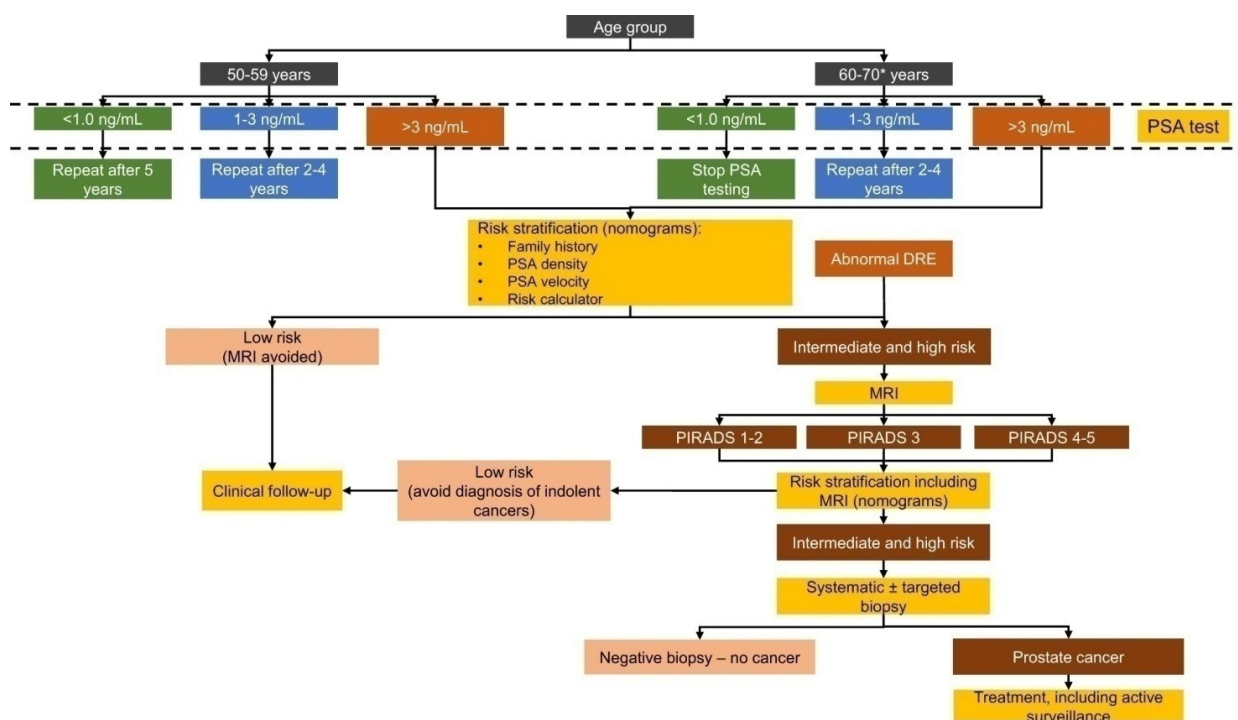 Age group
50-59 years
60-70* years
<1.0 ng/mL
1-3 ng/mL
>3 ng/mL
<1.0 ng/mL
1-3 ng/mL
>3 ng/mL
PSA test
Repeat after 5
years
Repeat after 2-4
years
Stop PSA
testing
Repeat after 2-4
years
Risk stratification (nomograms):
• Family history
• PSA density
• PSA velocity
• Risk calculator
Abnormal DRE
Low risk
(MRI avoided)
Intermediate and high risk
MRI
PIRADS 1-2
PIRADS 3
PIRADS 4-5
Clinical follow-up
Low risk
(avoid diagnosis of indolent
cancers)
Risk stratification including
MRI (nomograms)
Intermediate and high risk
Systematic ± targeted
biopsy
Negative biopsy – no cancer
Prostate cancer
Treatment, including active
surveillance